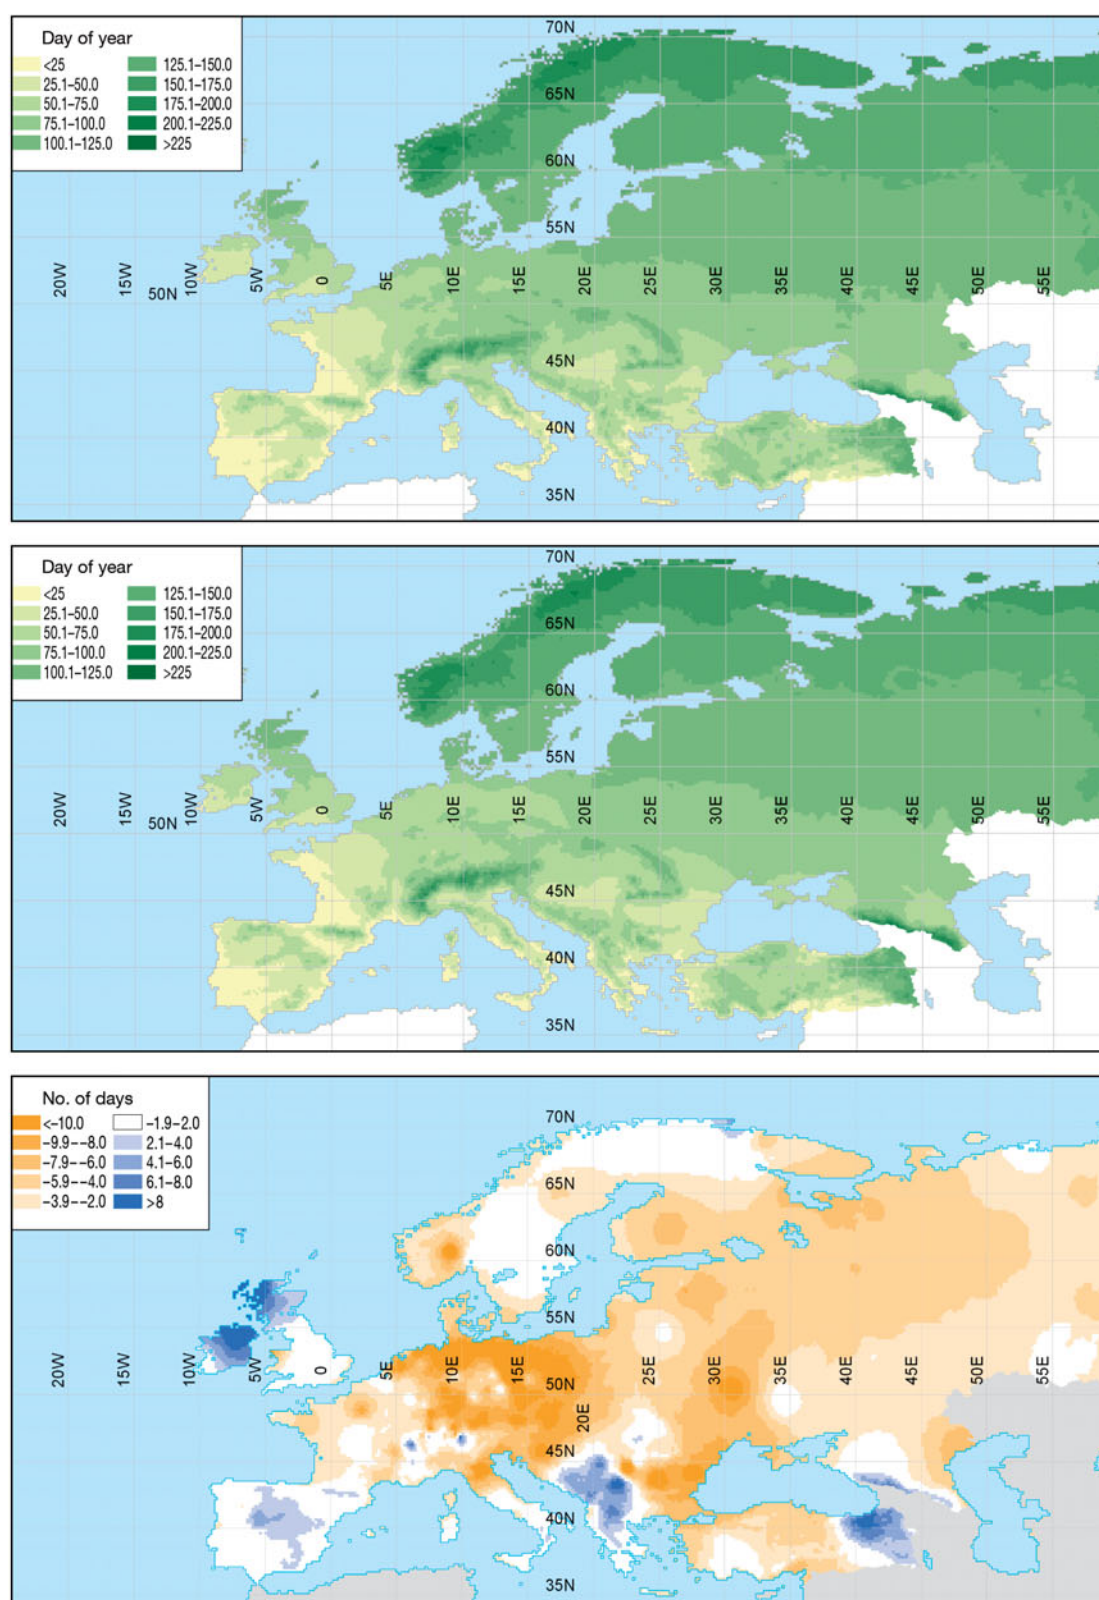 Day of year
<25
25.1–50.0
50.1–75.0
75.1–100.0
100.1–125.0
125.1–150.0
150.1–175.0
175.1–200.0
200.1–225.0
>225
70N
65N
60N
55N
20W
15W
10W
5W
0
5E
10E
15E
20E
25E
30E
35E
40E
45E
50E
55E
50N
45N
40N
35N
Day of year
<25
25.1–50.0
50.1–75.0
75.1–100.0
100.1–125.0
125.1–150.0
150.1–175.0
175.1–200.0
200.1–225.0
>225
70N
65N
60N
55N
20W
15W
10W
5W
0
5E
10E
15E
20E
25E
30E
35E
40E
45E
50E
55E
50N
45N
40N
35N
No. of days
<–10.0
–9.9––8.0
–7.9––6.0
–5.9––4.0
–3.9––2.0
–1.9–2.0
2.1–4.0
4.1–6.0
6.1–8.0
>8
70N
65N
60N
55N
20W
15W
10W
5W
0
5E
10E
15E
50N
20E
25E
30E
35E
40E
45E
50E
55E
45N
40N
35N